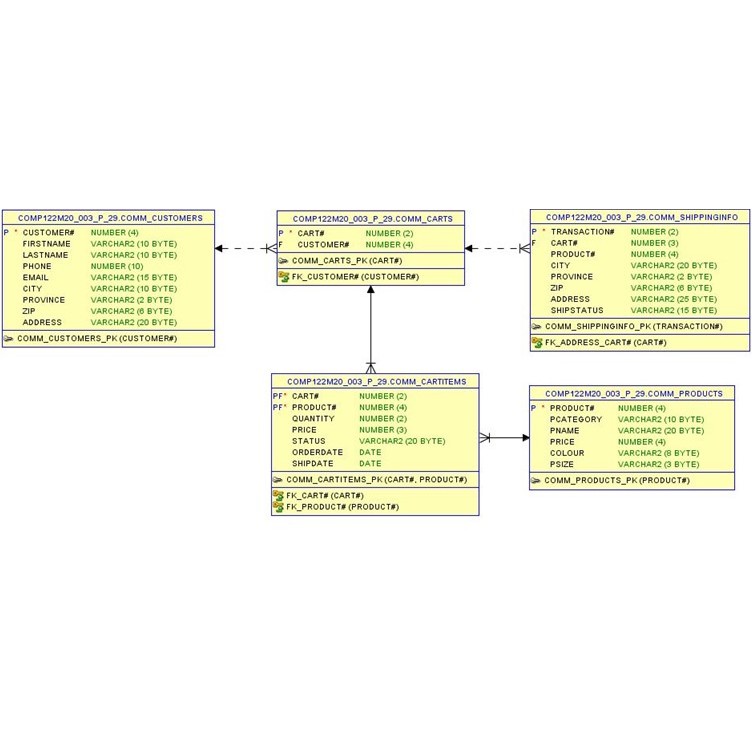 COMP122M20_003_P_29.COMM_CUSTOMERS
P * CUSTOMER# NUMBER (4)
FIRSTNAME VARCHAR2 (10 BYTE)
LASTNAME VARCHAR2 (10 BYTE)
PHONE NUMBER (10)
EMAIL VARCHAR2 (15 BYTE)
CITY VARCHAR2 (10 BYTE)
PROVINCE VARCHAR2 (2 BYTE)
ZIP VARCHAR2 (6 BYTE)
ADDRESS VARCHAR2 (20 BYTE)
COMM_CUSTOMERS_PK (CUSTOMER#)
COMP122M20_003_P_29.COMM_CARTS
P * CART# NUMBER (2)
F CUSTOMER# NUMBER (4)
COMM_CARTS_PK (CART#)
FK_CUSTOMER# (CUSTOMER#)
COMP122M20_003_P_29.COMM_SHIPPINGINFO
P * TRANSACTION# NUMBER (2)
F CART# NUMBER (3)
PRODUCT# NUMBER (4)
CITY VARCHAR2 (20 BYTE)
PROVINCE VARCHAR2 (2 BYTE)
ZIP VARCHAR2 (6 BYTE)
ADDRESS VARCHAR2 (25 BYTE)
SHIPSTATUS VARCHAR2 (15 BYTE)
COMM_SHIPPINGINFO_PK (TRANSACTION#)
FK_ADDRESS_CART# (CART#)
COMP122M20_003_P_29.COMM_CARTITEMS
PF* CART# NUMBER (2)
PF* PRODUCT# NUMBER (4)
QUANTITY NUMBER (2)
PRICE NUMBER (3)
STATUS VARCHAR2 (20 BYTE)
ORDERDATE DATE
SHIPDATE DATE
COMM_CARTITEMS_PK (CART#, PRODUCT#)
FK_CART# (CART#)
FK_PRODUCT# (PRODUCT#)
COMP122M20_003_P_29.COMM_PRODUCTS
P * PRODUCT# NUMBER (4)
PCATEGORY VARCHAR2 (10 BYTE)
PNAME VARCHAR2 (20 BYTE)
PRICE NUMBER (4)
COLOUR VARCHAR2 (8 BYTE)
PSIZE VARCHAR2 (3 BYTE)
COMM_PRODUCTS_PK (PRODUCT#)